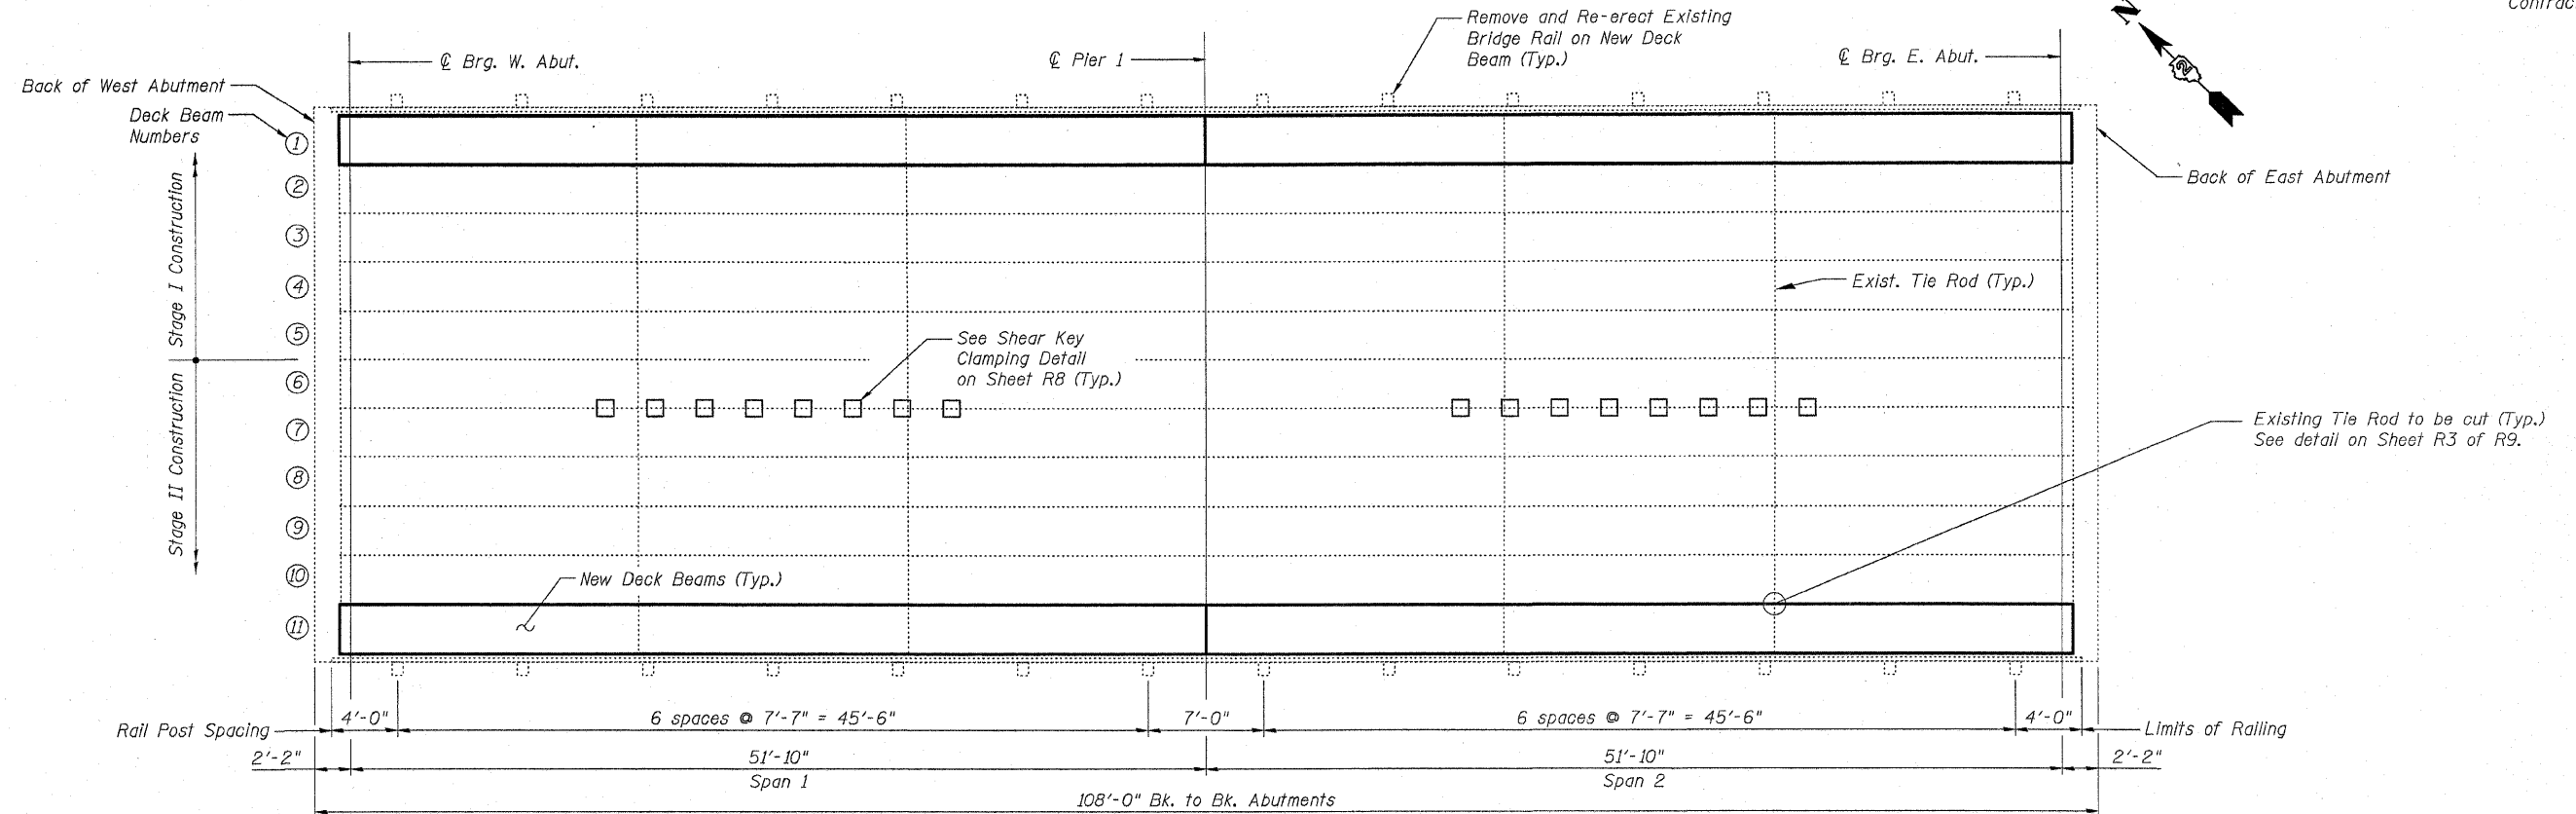 Contrac
N
2
Remove and Re-erect Existing
Bridge Rail on New Deck
Beam (Typ.)
℄ Brg. W. Abut.
℄ Pier 1
℄ Brg. E. Abut.
Back of West Abutment
Deck Beam
Numbers
1
2
3
4
5
6
7
8
9
10
11
Stage I Construction
Stage II Construction
Back of East Abutment
Exist. Tie Rod (Typ.)
See Shear Key
Clamping Detail
on Sheet R8 (Typ.)
Existing Tie Rod to be cut (Typ.)
See detail on Sheet R3 of R9.
New Deck Beams (Typ.)
Rail Post Spacing
4'-0"
6 spaces @ 7'-7" = 45'-6"
7'-0"
6 spaces @ 7'-7" = 45'-6"
4'-0"
Limits of Railing
2'-2"
51'-10"
Span 1
51'-10"
Span 2
2'-2"
108'-0" Bk. to Bk. Abutments